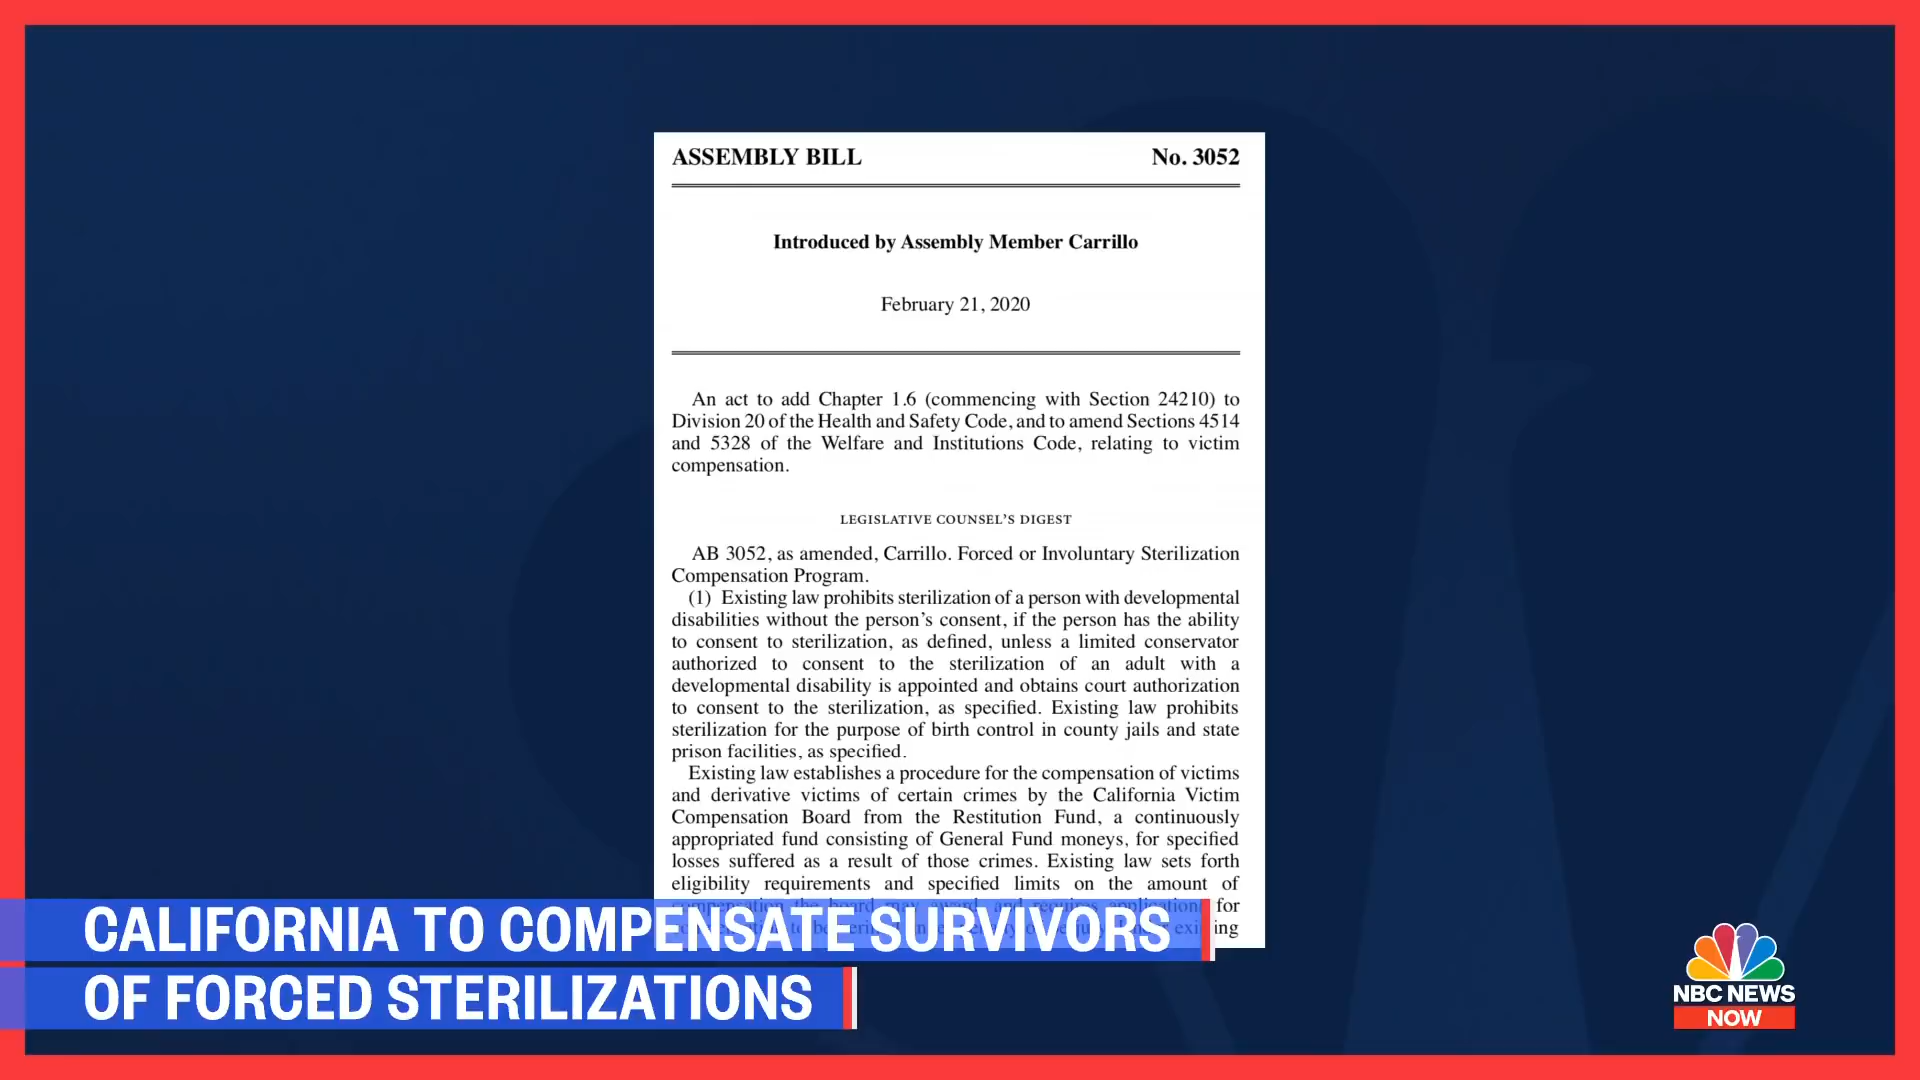 ASSEMBLY BILL No. 3052
Introduced by Assembly Member Carrillo
February 21, 2020
An act to add Chapter 1.6 (commencing with Section 24210) to
Division 20 of the Health and Safety Code, and to amend Sections 4514
and 5328 of the Welfare and Institutions Code, relating to victim
compensation.
LEGISLATIVE COUNSEL'S DIGEST
AB 3052, as amended, Carrillo. Forced or Involuntary Sterilization
Compensation Program.
(1) Existing law prohibits sterilization of a person with developmental
disabilities without the person's consent, if the person has the ability
to consent to sterilization, as defined, unless a limited conservator
authorized to consent to the sterilization of an adult with a
developmental disability is appointed and obtains court authorization
to consent to the sterilization, as specified. Existing law prohibits
sterilization for the purpose of birth control in county jails and state
prison facilities, as specified.
Existing law establishes a procedure for the compensation of victims
and derivative victims of certain crimes by the California Victim
Compensation Board from the Restitution Fund, a continuously
appropriated fund consisting of General Fund moneys, for specified
losses suffered as a result of those crimes. Existing law sets forth
eligibility requirements and specified limits on the amount of
compensation the board may award, and requires applications for
CALIFORNIA TO COMPENSATE SURVIVORS
OF FORCED STERILIZATIONS
NBC NEWS
NOW